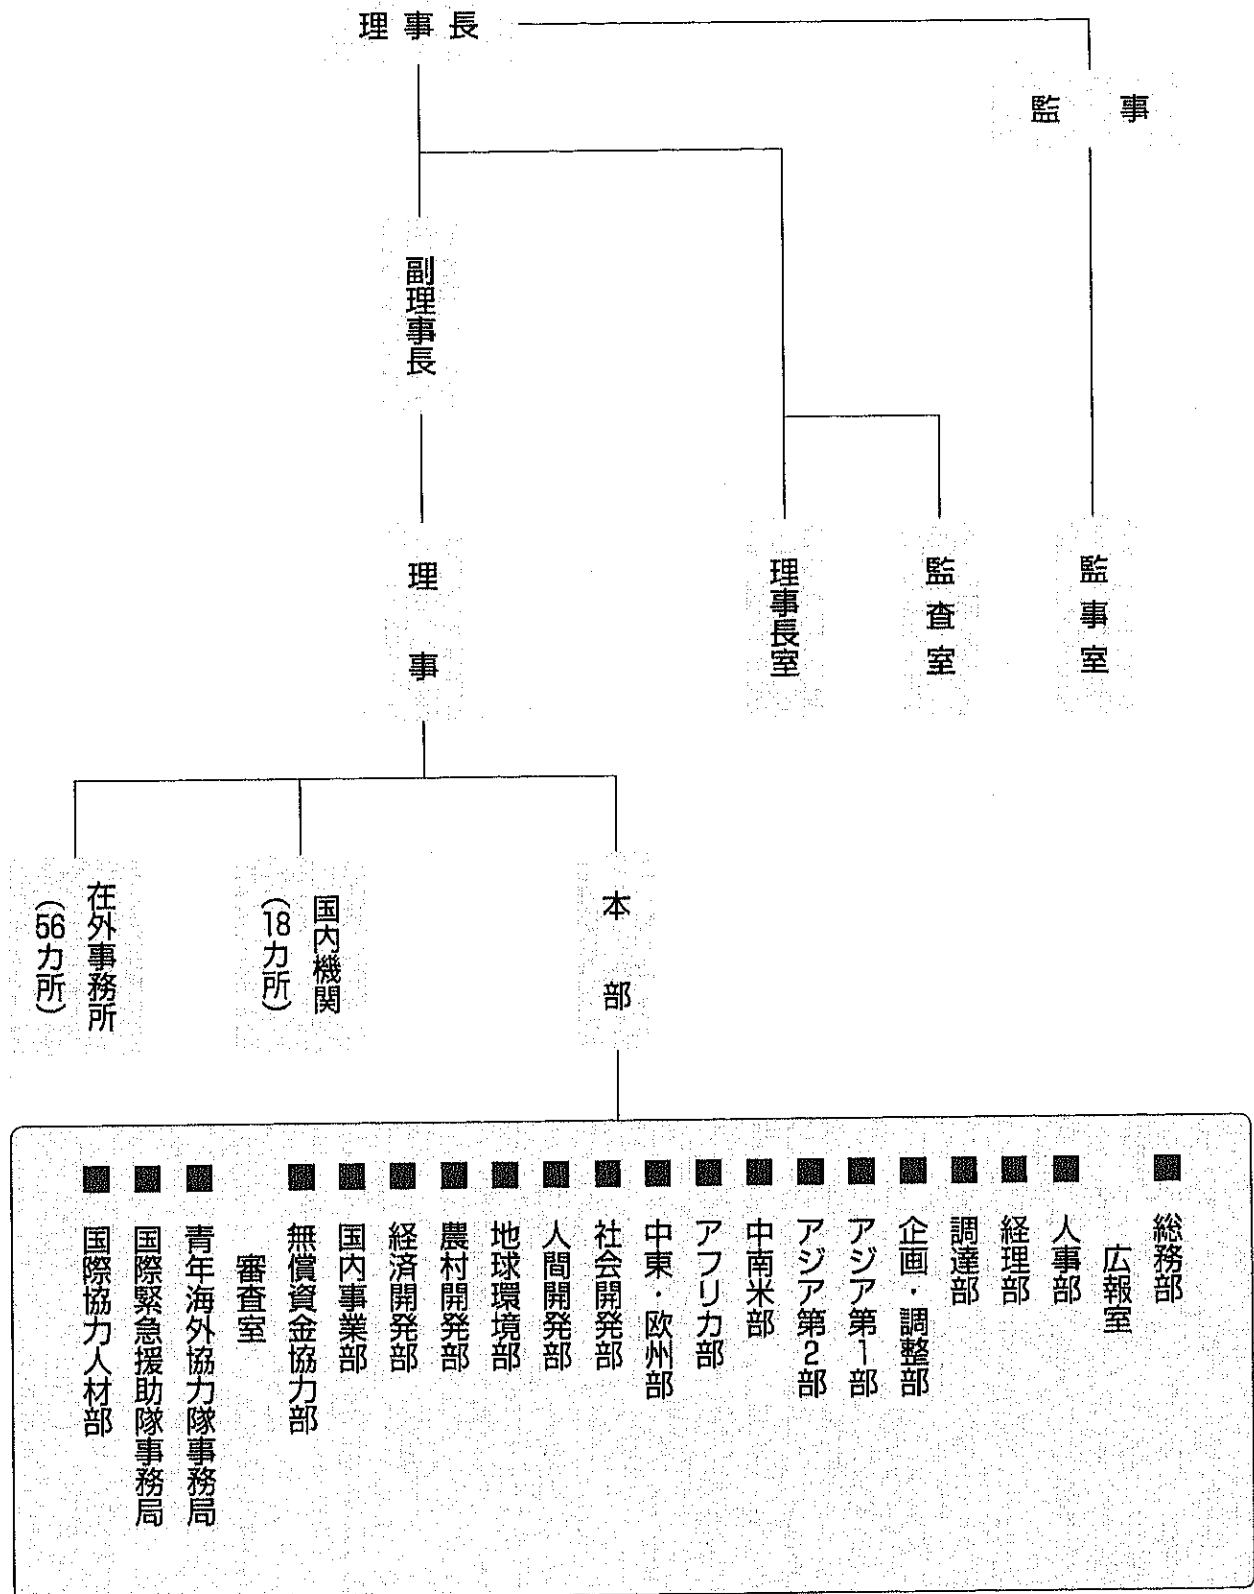 理事長
監事
副理事長
理事
理事長室
監査室
監事室
本部
国内機関
(18カ所)
在外事務所
(56カ所)
■ 総務部
広報室
■ 人事部
■ 経理部
■ 調達部
■ 企画・調整部
■ アジア第1部
■ アジア第2部
■ 中南米部
■ アフリカ部
■ 中東・欧州部
■ 社会開発部
■ 人間開発部
■ 地球環境部
■ 農村開発部
■ 経済開発部
■ 国内事業部
■ 無償資金協力部
審査室
■ 青年海外協力隊事務局
■ 国際緊急援助隊事務局
■ 国際協力人材部